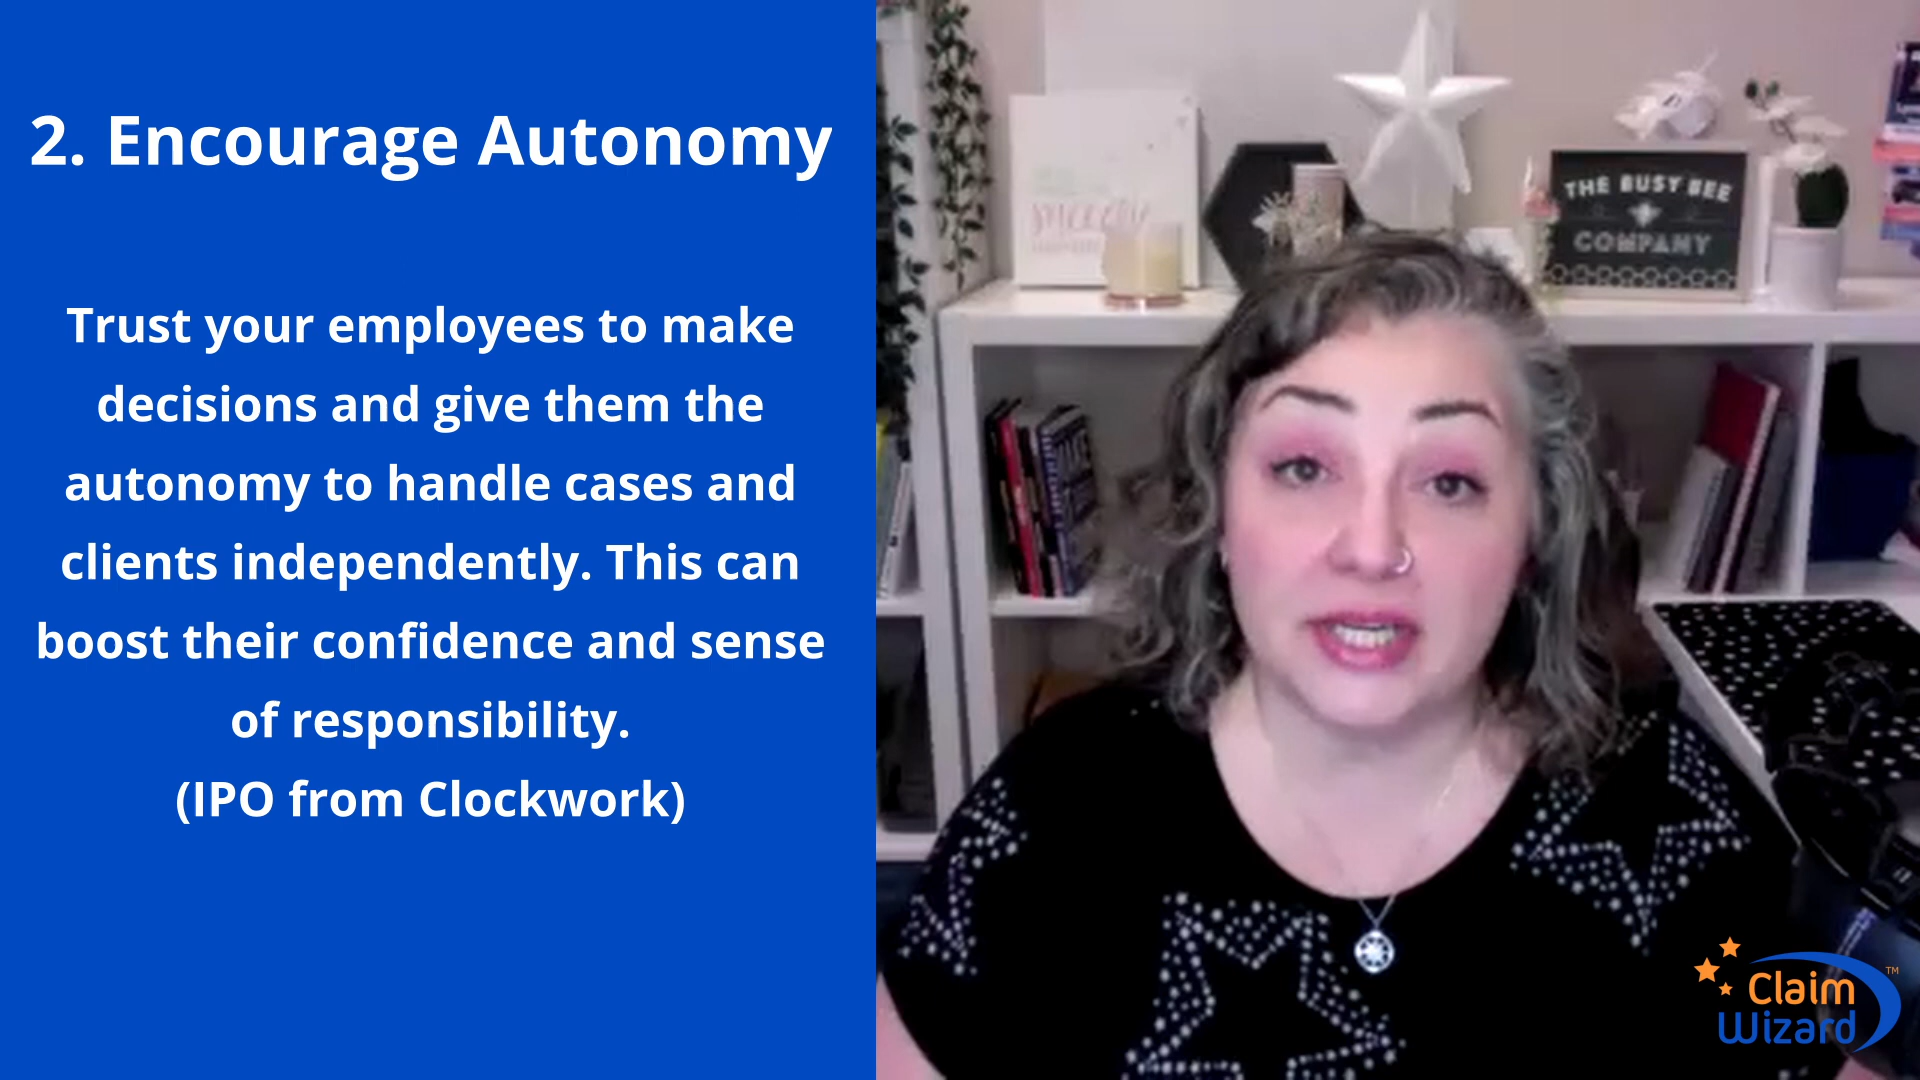 2. Encourage Autonomy
Trust your employees to make
decisions and give them the
autonomy to handle cases and
clients independently. This can
boost their confidence and sense
of responsibility.
(IPO from Clockwork)
THE BUSY BEE
COMPANY
Claim
Wizard
TM